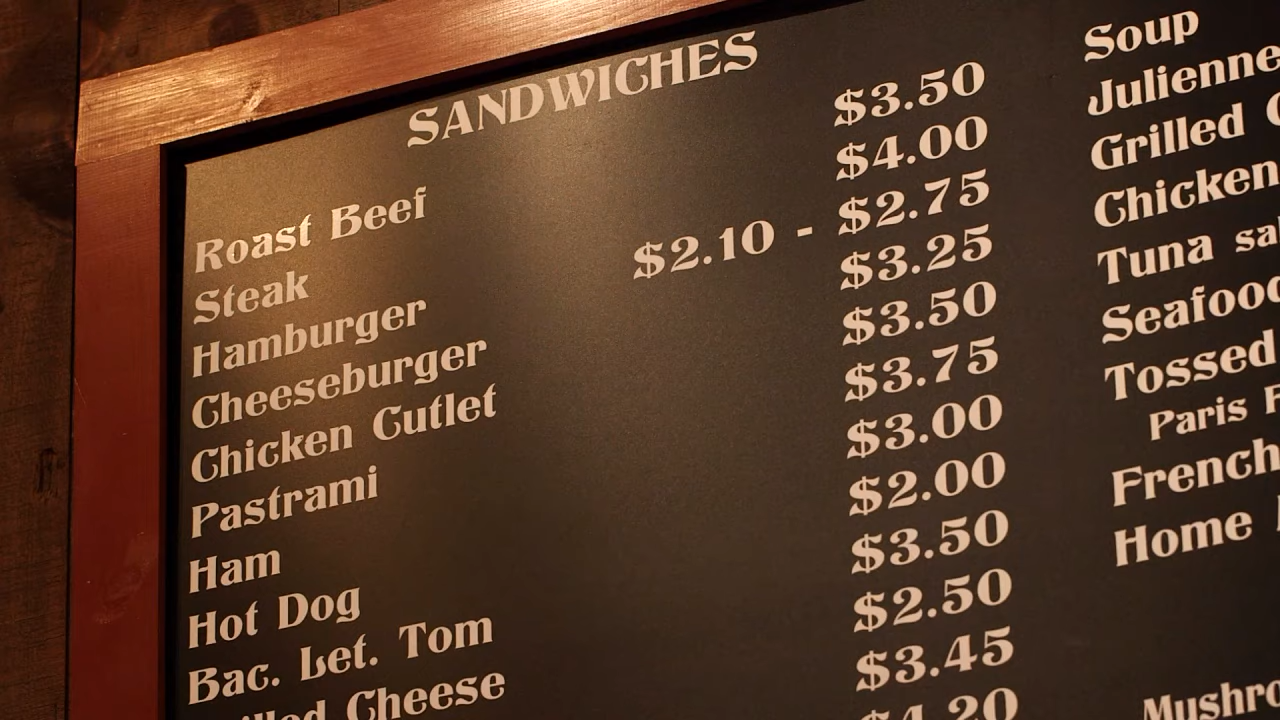 SANDWICHES
Roast Beef $3.50
Steak $4.00
Hamburger $2.10 - $2.75
Cheeseburger $3.25
Chicken Cutlet $3.50
Pastrami $3.75
Ham $3.00
Hot Dog $2.00
Bac. Let. Tom $3.50
Cheese $2.50
$3.45
$4.20
Soup
Julienne
Grilled
Chicken
Tuna
Seafood
Tossed
Paris
French
Home